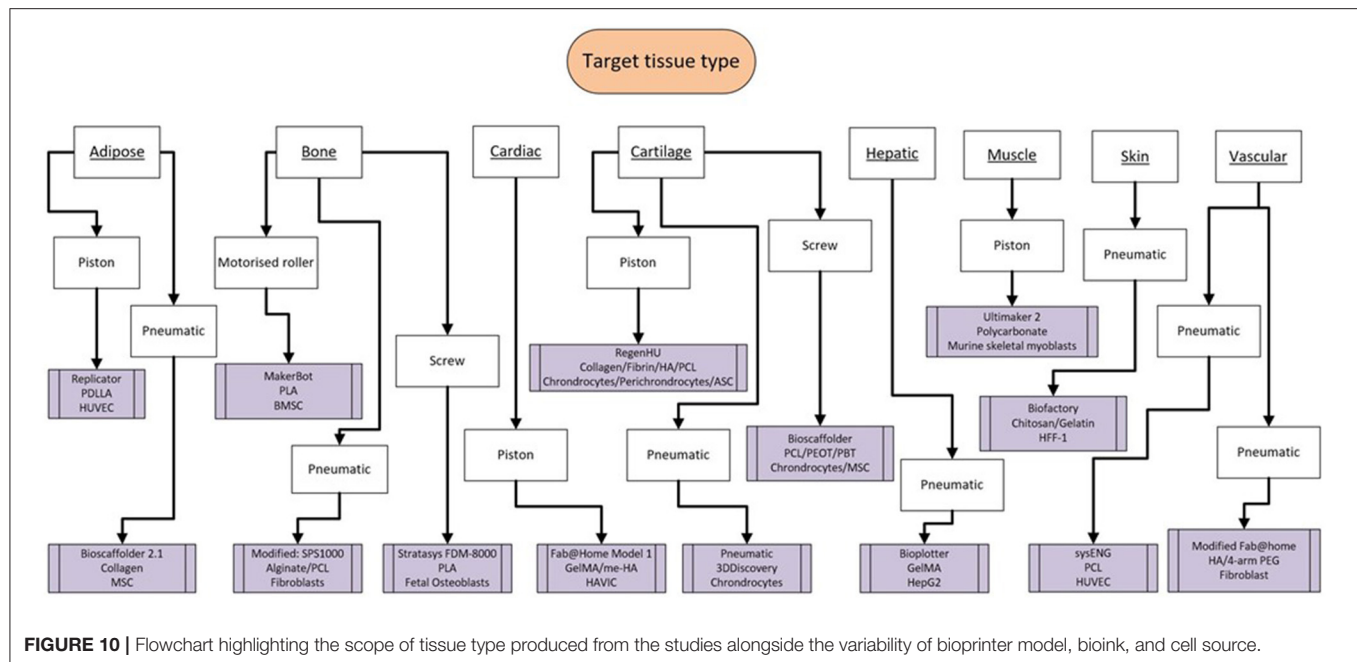 Target tissue type
Adipose
Bone
Cardiac
Cartilage
Hepatic
Muscle
Skin
Vascular
Piston
Motorised roller
Piston
Screw
Piston
Pneumatic
Pneumatic
Screw
Pneumatic
Replicator
PDLLA
HUVEC
MakerBot
PLA
BMSC
RegenHU
Collagen/Fibrin/HA/PCL
Chrondrocytes/Perichrondrocytes/ASC
Ultimaker 2
Polycarbonate
Murine skeletal myoblasts
Biofactory
Chitosan/Gelatin
HFF-1
Bioscaffolder
PCL/PEOT/PBT
Chrondrocytes/MSC
Pneumatic
Piston
Pneumatic
Pneumatic
Pneumatic
Bioscaffolder 2.1
Collagen
MSC
Modified: SPS1000
Alginate/PCL
Fibroblasts
Stratasys FDM-8000
PLA
Fetal Osteoblasts
Fab@Home Model 1
GelMA/me-HA
HAVIC
Pneumatic
3DDiscovery
Chrondrocytes
Bioplotter
GelMA
HepG2
sysENG
PCL
HUVEC
Modified Fab@home
HA/4-arm PEG
Fibroblast
FIGURE 10 | Flowchart highlighting the scope of tissue type produced from the studies alongside the variability of bioprinter model, bioink, and cell source.